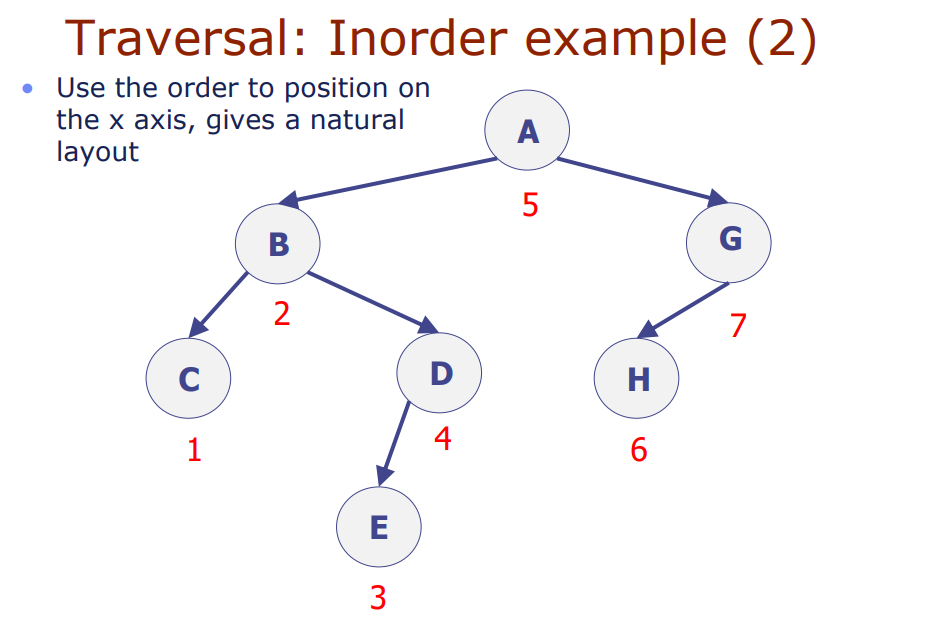 Traversal: Inorder example (2)
• Use the order to position on
the x axis, gives a natural
layout
A
5
B
G
2
7
C
D
H
1
4
6
E
3